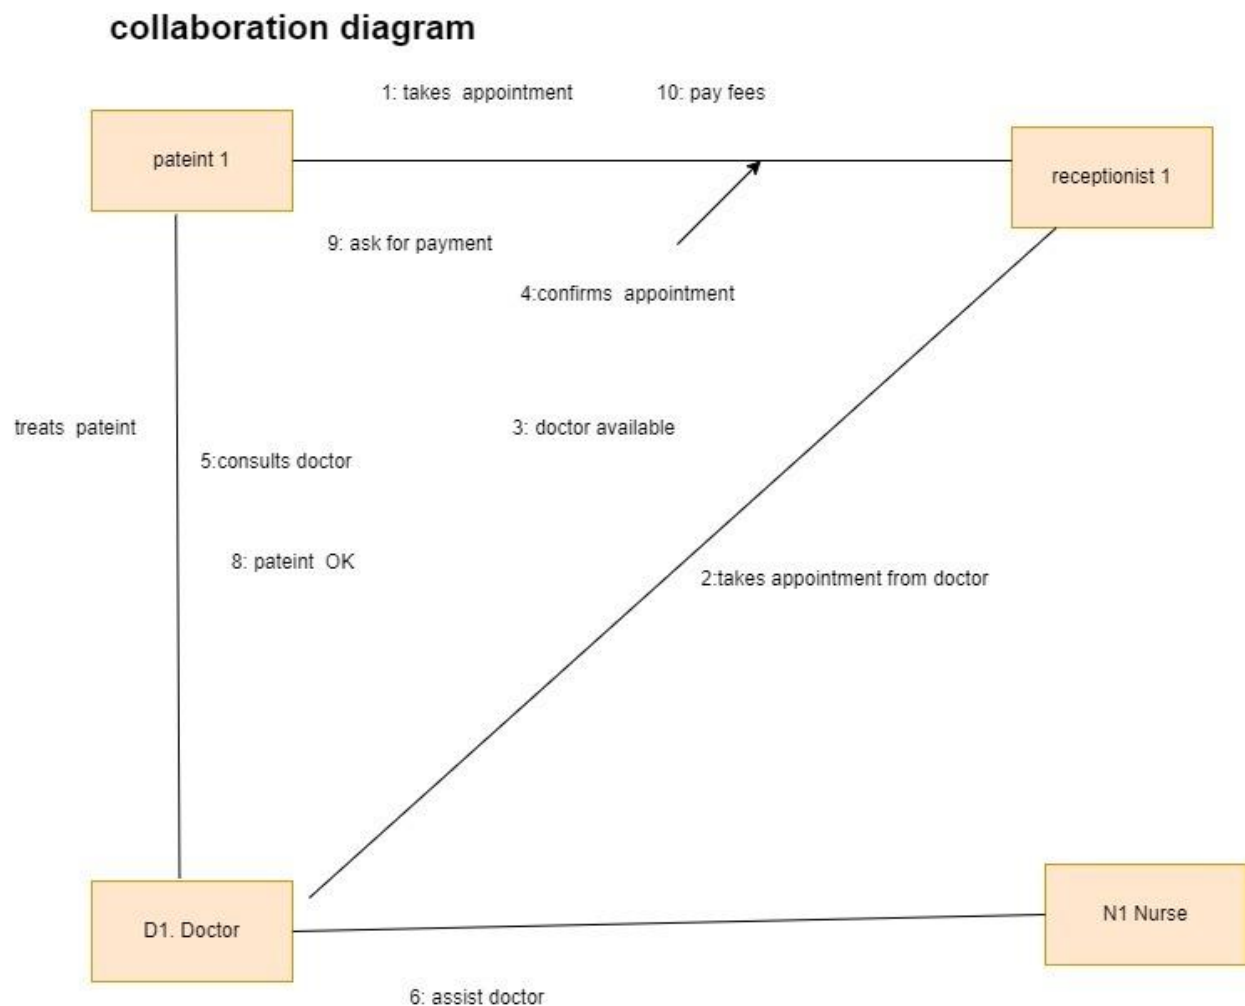 collaboration diagram
1: takes appointment
10: pay fees
pateint 1
receptionist 1
9: ask for payment
4:confirms appointment
treats pateint
3: doctor available
5:consults doctor
8: pateint OK
2:takes appointment from doctor
D1. Doctor
N1 Nurse
6: assist doctor